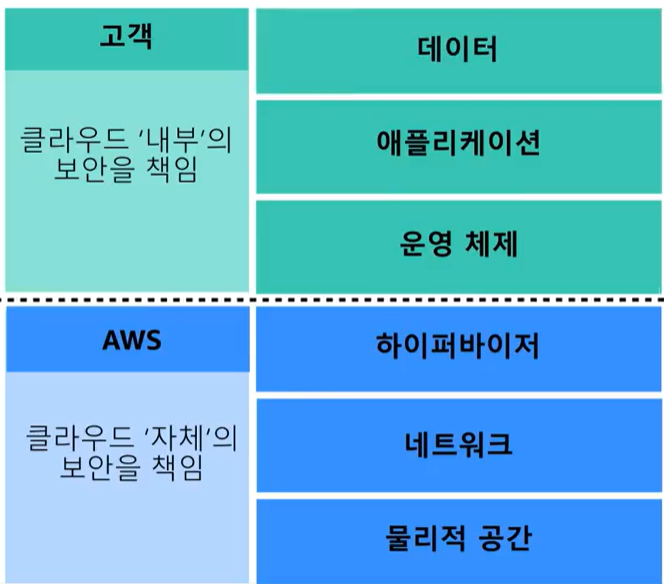 고객
클라우드 ‘내부’의
보안을 책임
데이터
애플리케이션
운영 체제
AWS
클라우드 ‘자체’의
보안을 책임
하이퍼바이저
네트워크
물리적 공간